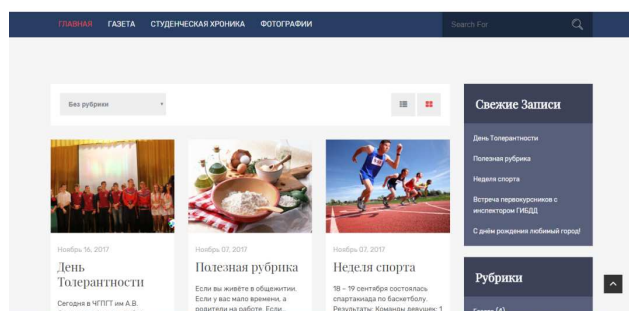 ГЛАВНАЯ ГАЗЕТА СТУДЕНЧЕСКАЯ ХРОНИКА ФОТОГРАФИИ Search For
Без рубрики
Ноябрь 16, 2017
День
Толерантности
Сегодня в ЧГПГТ им А.В.
Ноябрь 07, 2017
Полезная рубрика
Если вы живёте в общежитии.
Если у вас мало времени, а
родители на работе. Если…
Ноябрь 07, 2017
Неделя спорта
18 – 19 сентября состоялась
спартакиада по баскетболу.
Результаты: Команды девушек: 1
Свежие Записи
День Толерантности
Полезная рубрика
Неделя спорта
Встреча первокурсников с
инспектором ГИБДД
С днём рождения любимый город!
Рубрики
Газета (4)